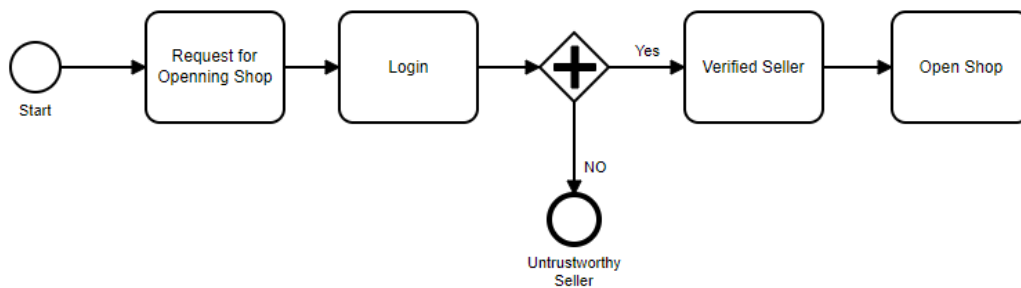 Start
Request for
Openning Shop
Login
Yes
Verified Seller
Open Shop
NO
Untrustworthy
Seller